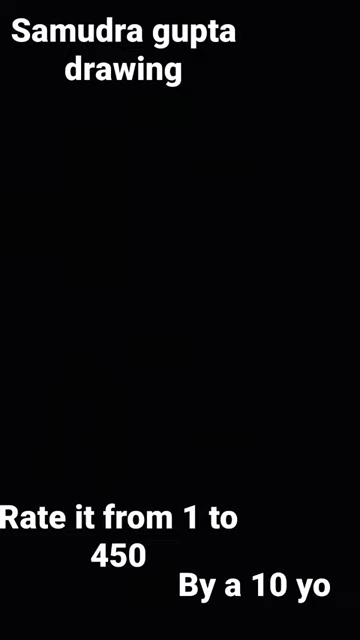 Samudra gupta
drawing
Rate it from 1 to
450
By a 10 yo